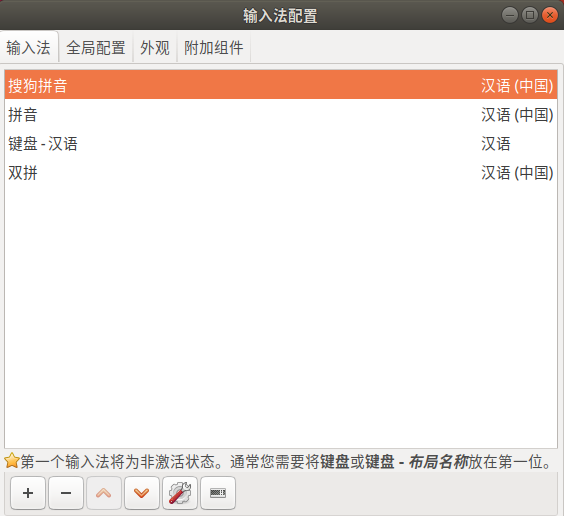 输入法配置
输入法 全局配置 外观 附加组件
搜狗拼音 汉语 (中国)
拼音 汉语 (中国)
键盘 - 汉语 汉语
双拼 汉语 (中国)
第一个输入法将为非激活状态。通常您需要将键盘或键盘 - 布局名称放在第一位。